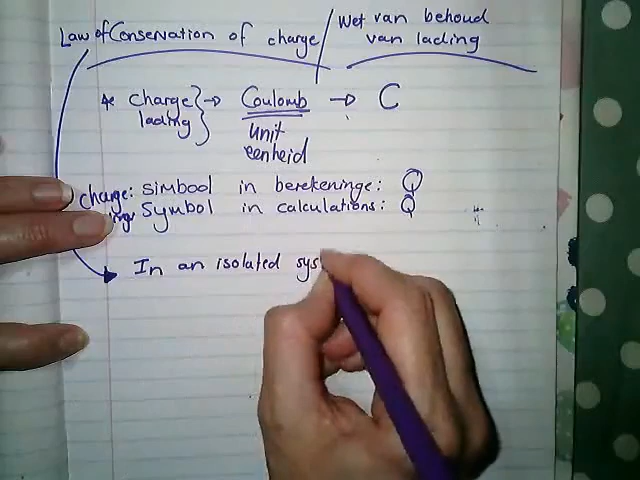 Law of Conservation of charge / Wet van behoud
van lading
* Charge } → Coulomb → C
lading
unit
eenheid
charge: simbool in berekeninge: Q
symbol in calculations: Q
In an isolated sys